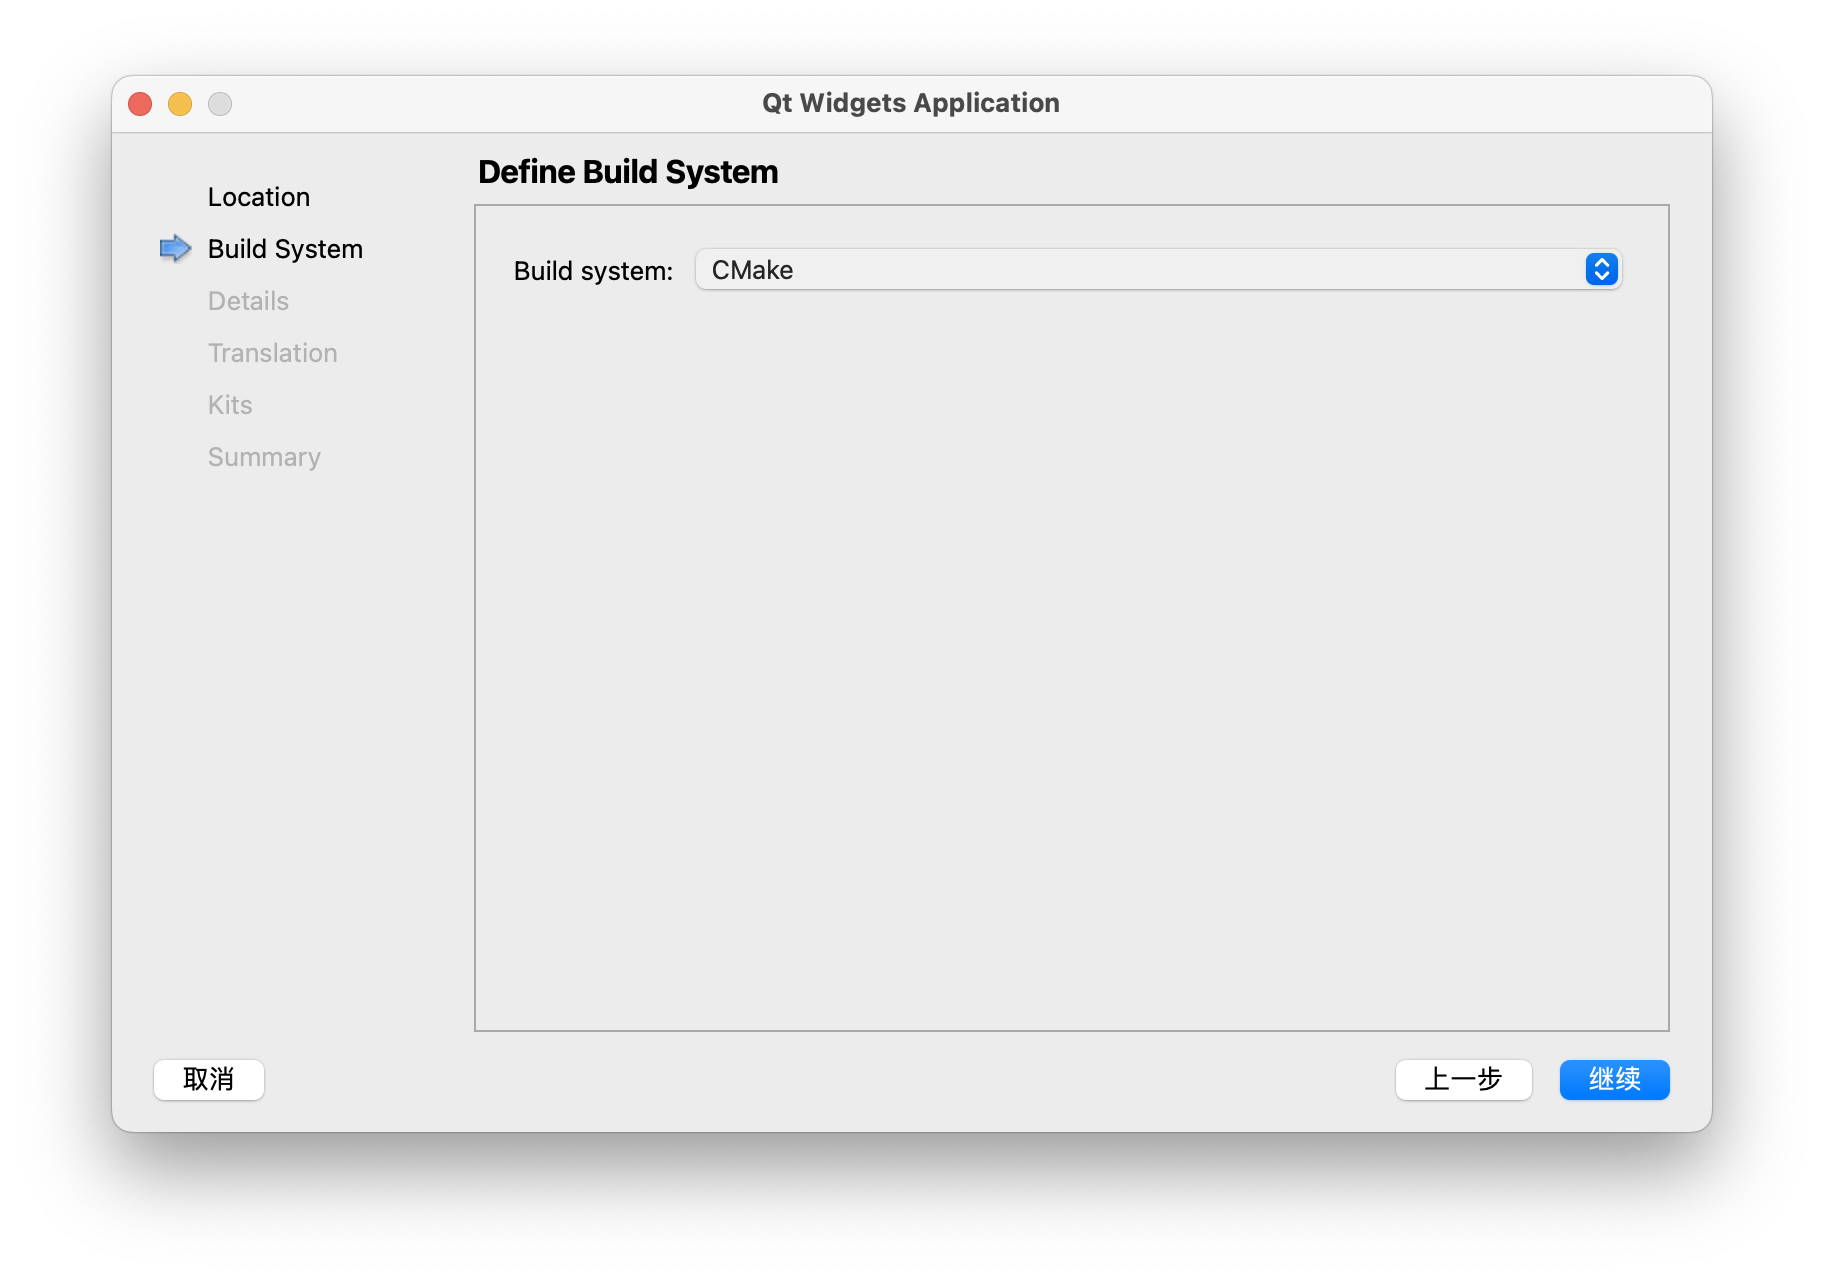 Qt Widgets Application
Location
Build System
Details
Translation
Kits
Summary
Define Build System
Build system: CMake
取消
上一步 继续